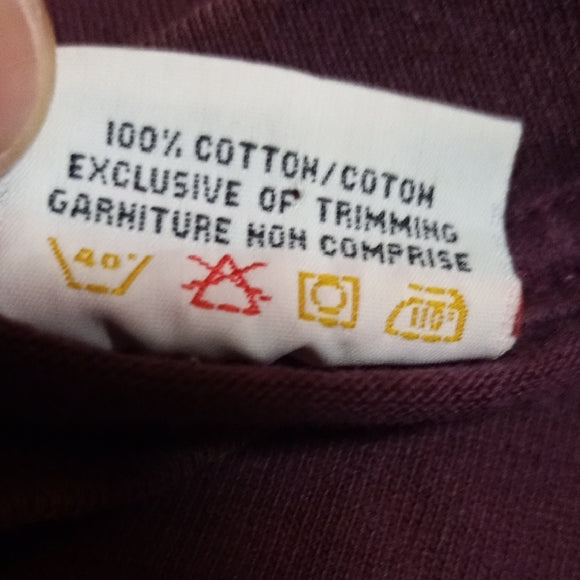 100% COTTON/COTON
EXCLUSIVE OF TRIMMING
GARNITURE NON COMPRISE
40° 110°